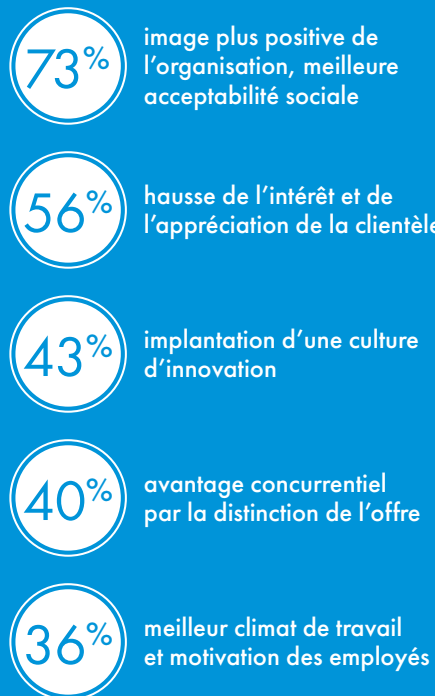 73%
image plus positive de
l’organisation, meilleure
acceptabilité sociale
56%
hausse de l’intérêt et de
l’appréciation de la clientèle
43%
implantation d’une culture
d’innovation
40%
avantage concurrentiel
par la distinction de l’offre
36%
meilleur climat de travail
et motivation des employés